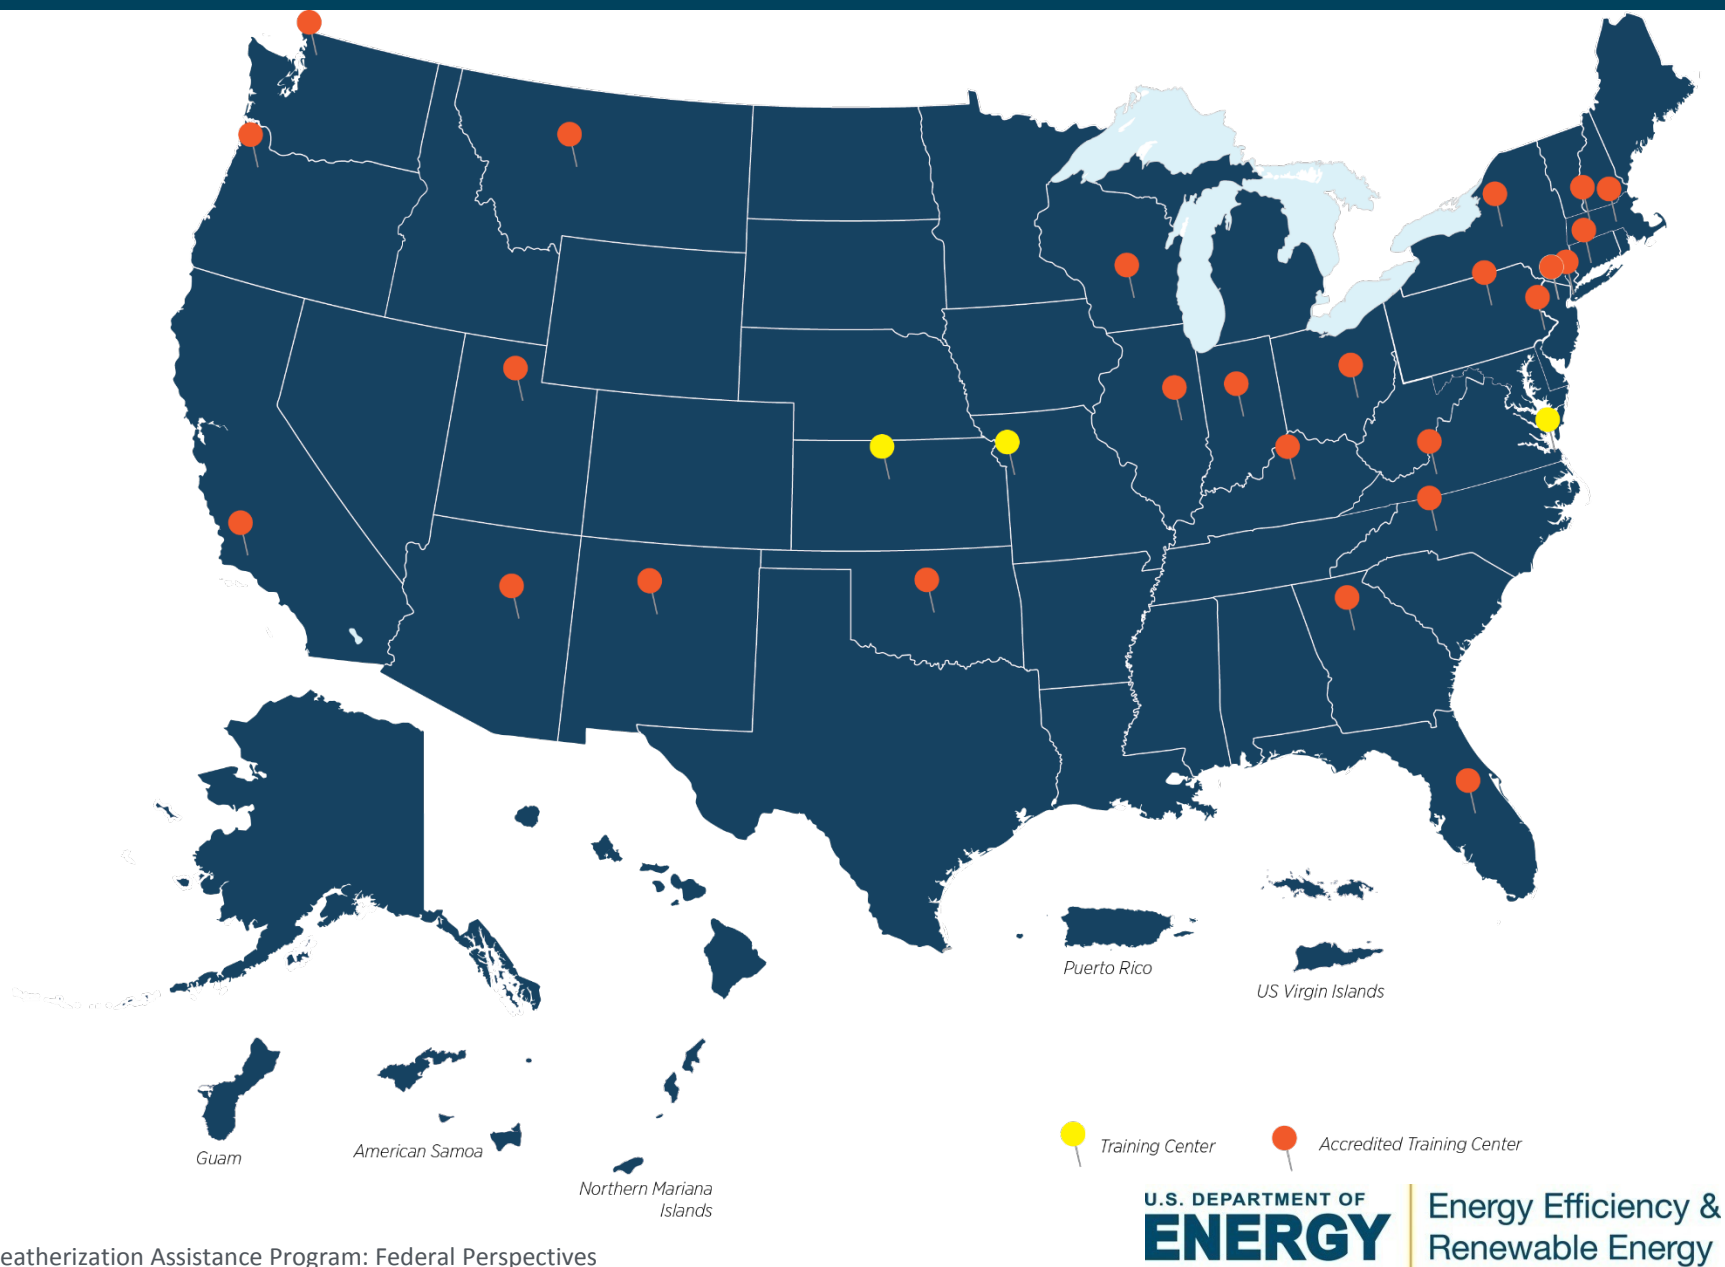 Puerto Rico
US Virgin Islands
Guam
American Samoa
Northern Mariana
Islands
Training Center
Accredited Training Center
U.S. DEPARTMENT OF
ENERGY
Energy Efficiency &
Renewable Energy
eatherization Assistance Program: Federal Perspectives